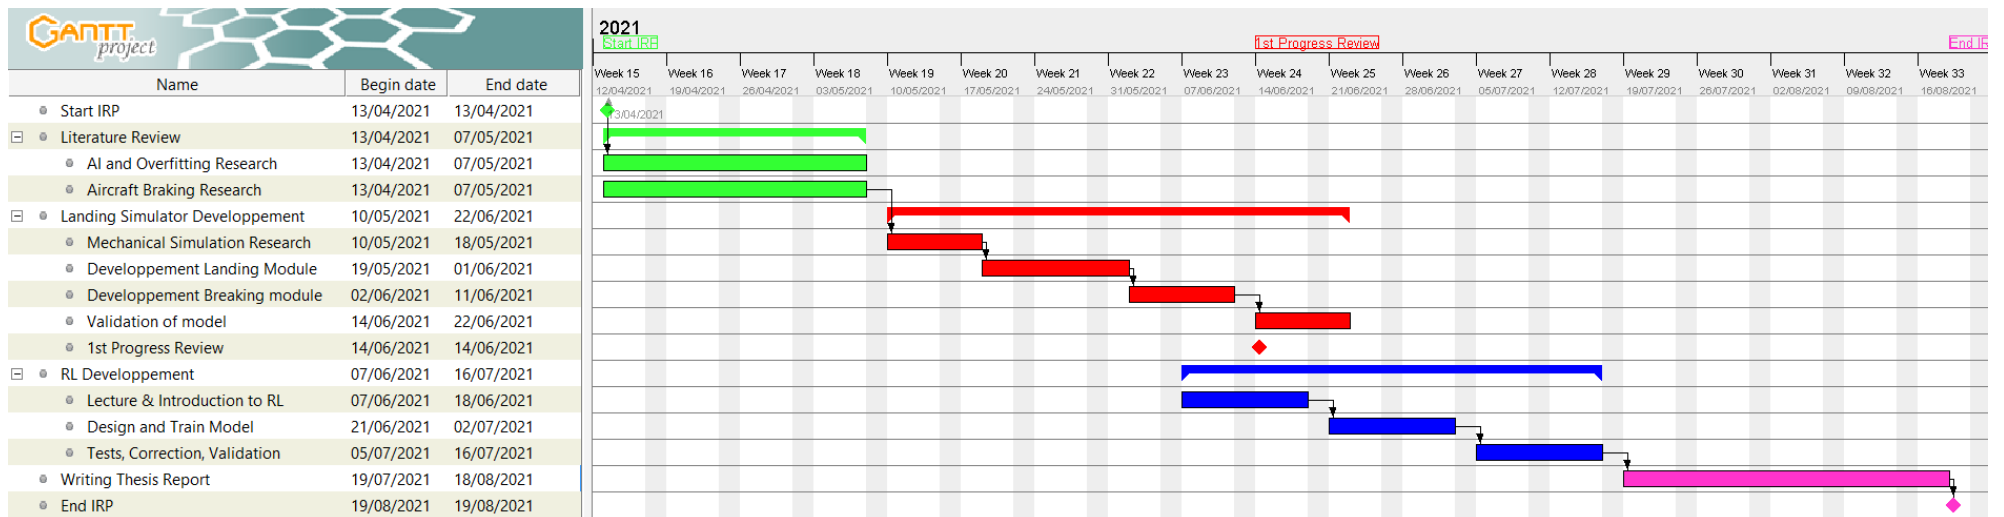 GANTT
project
2021
Start IRP 1st Progress Review End IR
Week 15 Week 16 Week 17 Week 18 Week 19 Week 20 Week 21 Week 22 Week 23 Week 24 Week 25 Week 26 Week 27 Week 28 Week 29 Week 30 Week 31 Week 32 Week 33
12/04/2021 19/04/2021 26/04/2021 03/05/2021 10/05/2021 17/05/2021 24/05/2021 31/05/2021 07/06/2021 14/06/2021 21/06/2021 28/06/2021 05/07/2021 12/07/2021 19/07/2021 26/07/2021 02/08/2021 09/08/2021 16/08/2021
Name Begin date End date
Start IRP 13/04/2021 13/04/2021 13/04/2021
Literature Review 13/04/2021 07/05/2021
AI and Overfitting Research 13/04/2021 07/05/2021
Aircraft Braking Research 13/04/2021 07/05/2021
Landing Simulator Developpement 10/05/2021 22/06/2021
Mechanical Simulation Research 10/05/2021 18/05/2021
Developpement Landing Module 19/05/2021 01/06/2021
Developpement Breaking module 02/06/2021 11/06/2021
Validation of model 14/06/2021 22/06/2021
1st Progress Review 14/06/2021 14/06/2021
RL Developpement 07/06/2021 16/07/2021
Lecture & Introduction to RL 07/06/2021 18/06/2021
Design and Train Model 21/06/2021 02/07/2021
Tests, Correction, Validation 05/07/2021 16/07/2021
Writing Thesis Report 19/07/2021 18/08/2021
End IRP 19/08/2021 19/08/2021